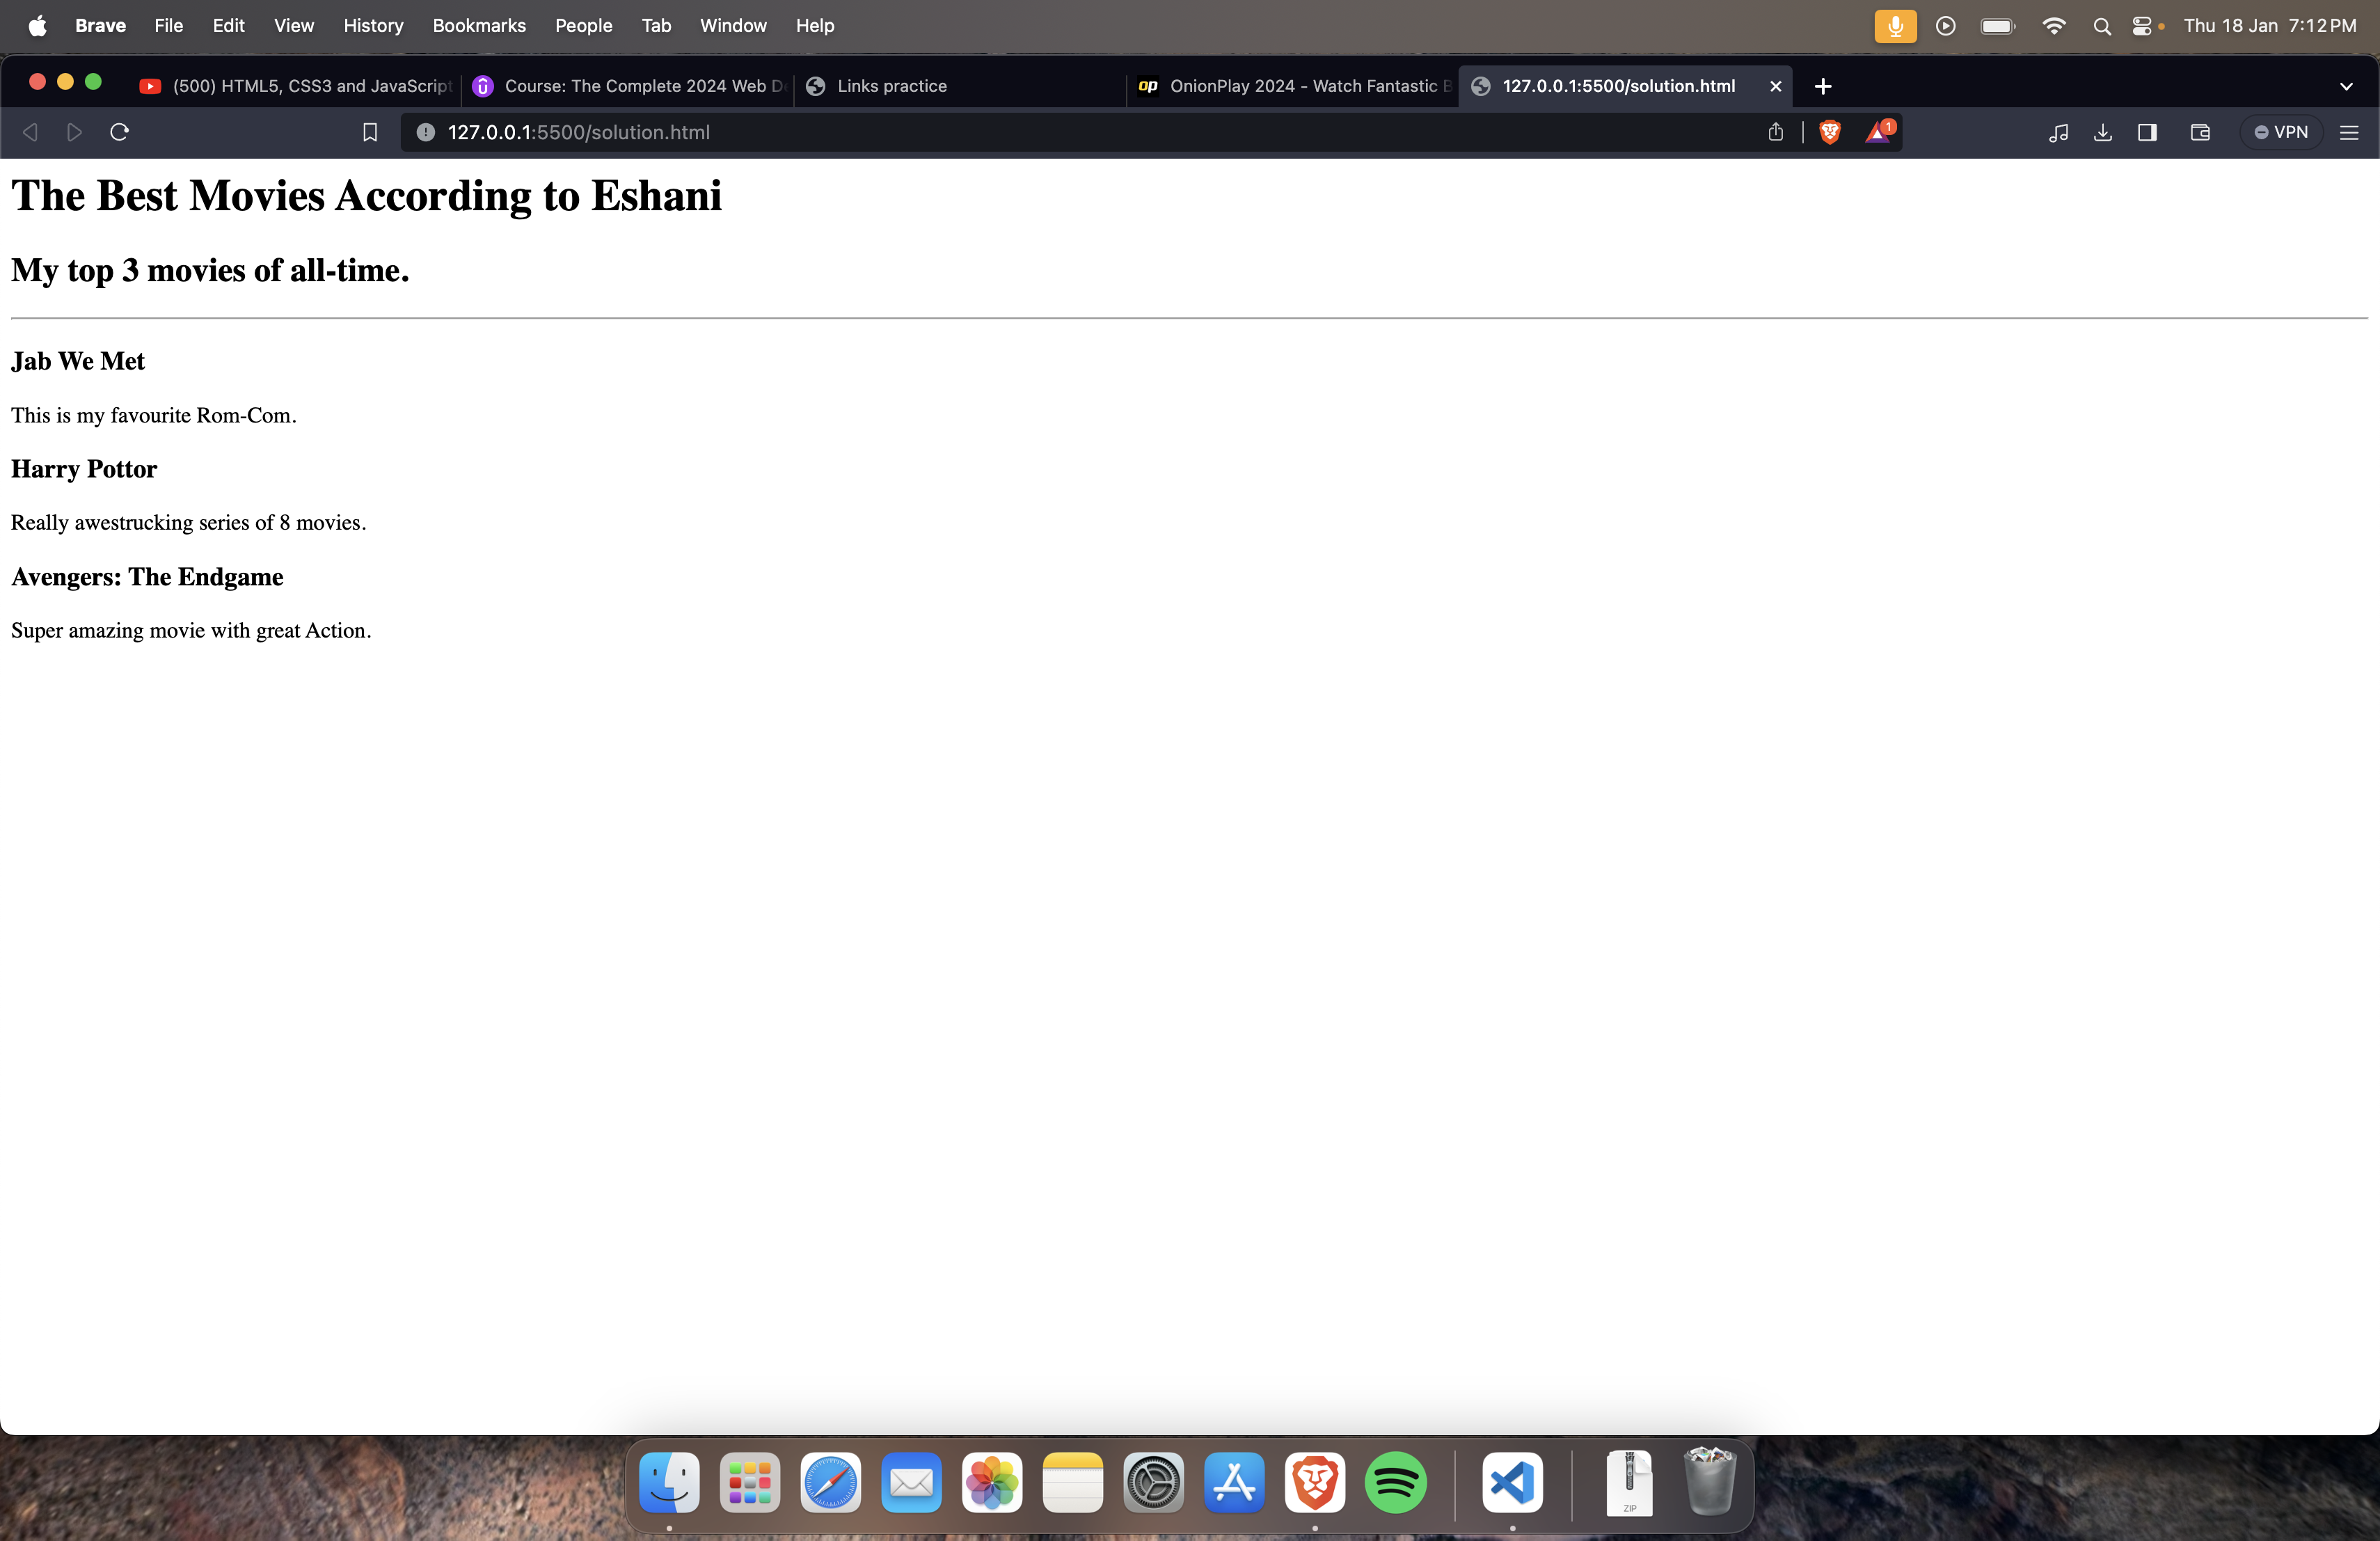 Brave File Edit View History Bookmarks People Tab Window Help Thu 18 Jan 7:12 PM
(500) HTML5, CSS3 and JavaScript Course: The Complete 2024 Web D Links practice op OnionPlay 2024 - Watch Fantastic B 127.0.0.1:5500/solution.html
127.0.0.1:5500/solution.html 1 VPN
The Best Movies According to Eshani
My top 3 movies of all-time.
Jab We Met
This is my favourite Rom-Com.
Harry Pottor
Really awestrucking series of 8 movies.
Avengers: The Endgame
Super amazing movie with great Action.
ZIP